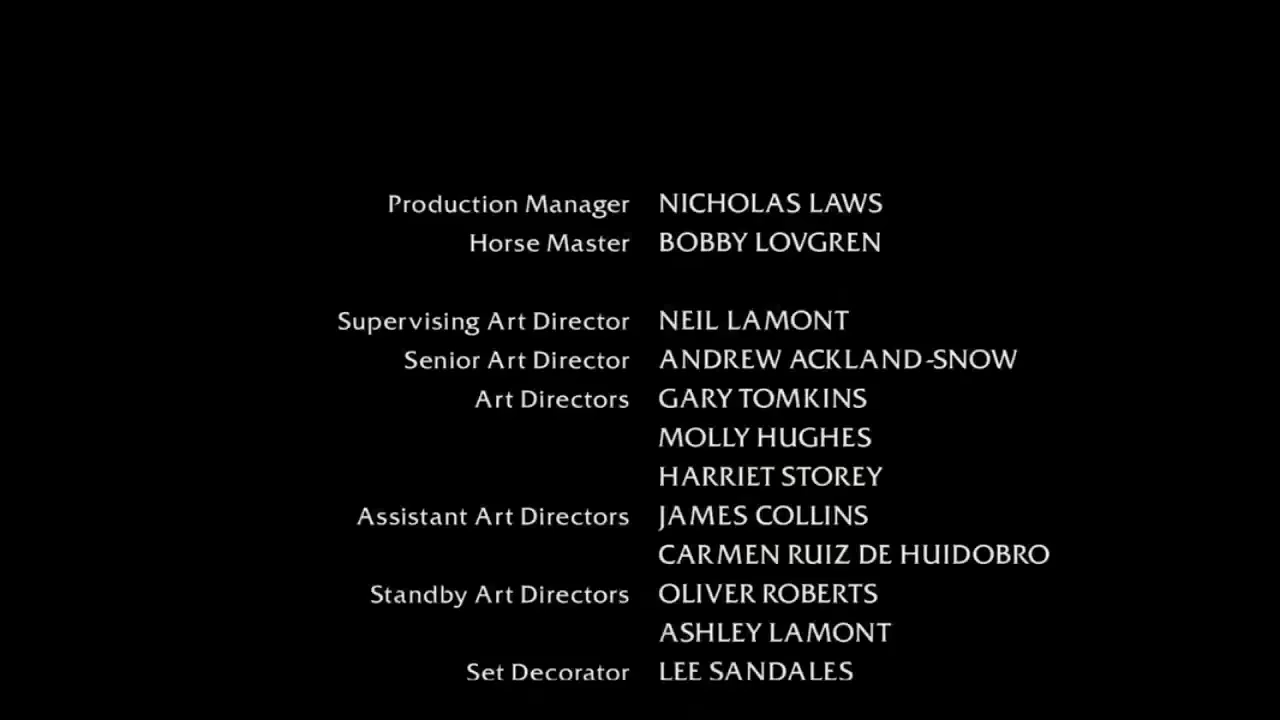 Production Manager NICHOLAS LAWS
Horse Master BOBBY LOVGREN
Supervising Art Director NEIL LAMONT
Senior Art Director ANDREW ACKLAND-SNOW
Art Directors GARY TOMKINS
MOLLY HUGHES
HARRIET STOREY
Assistant Art Directors JAMES COLLINS
CARMEN RUIZ DE HUIDOBRO
Standby Art Directors OLIVER ROBERTS
ASHLEY LAMONT
Set Decorator LEE SANDALES